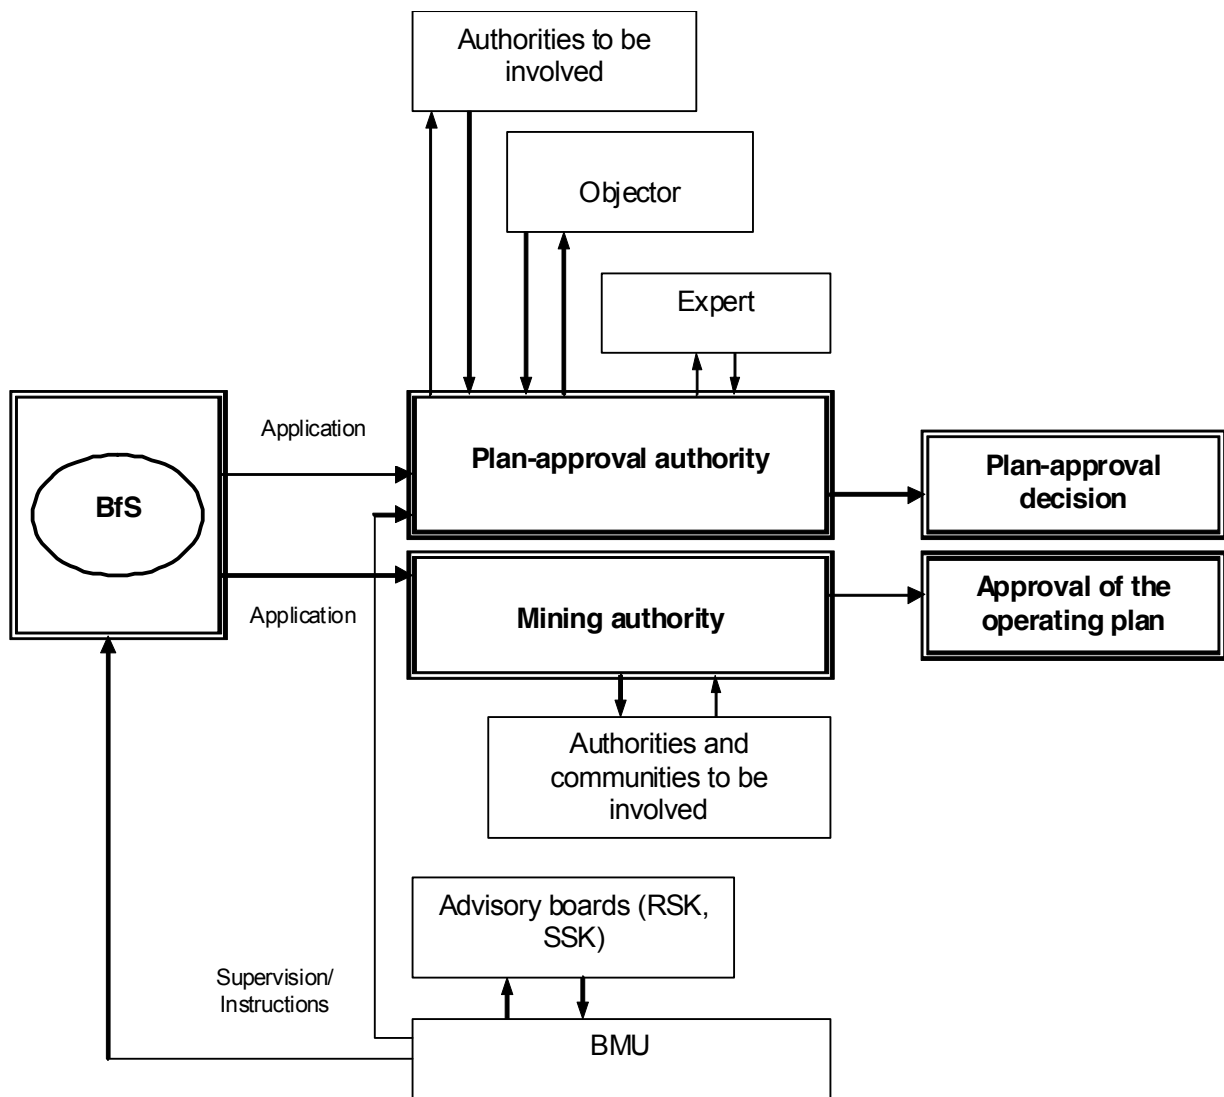 Authorities to be
involved
Objector
Expert
Application
Plan-approval authority
Plan-approval
decision
BfS
Application
Mining authority
Approval of the
operating plan
Authorities and
communities to be
involved
Advisory boards (RSK,
SSK)
Supervision/
Instructions
BMU